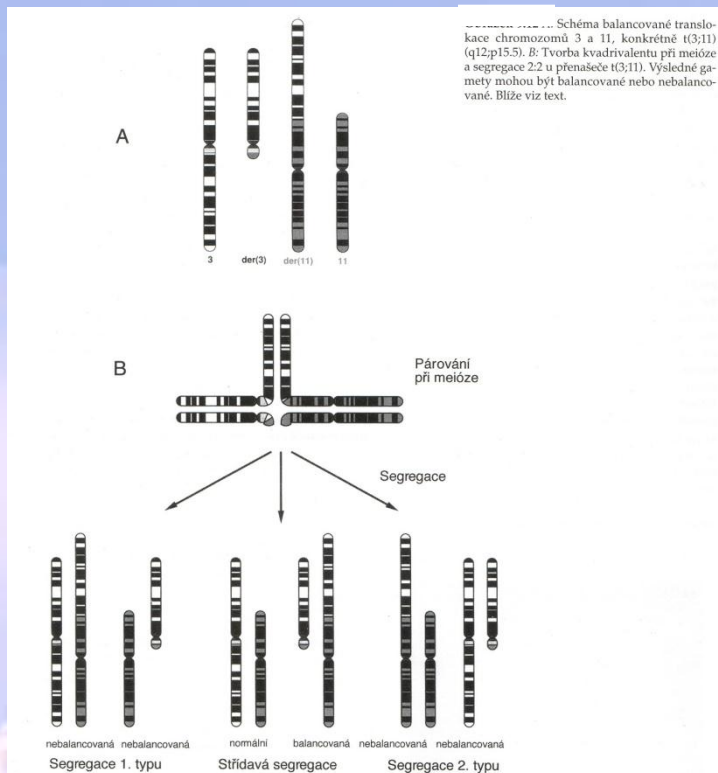 A: Schéma balancované translo-
kace chromozomů 3 a 11, konkrétně t(3;11)
(q12;p15.5). B: Tvorba kvadrivalentu při meióze
a segregace 2:2 u přenašeče t(3;11). Výsledné ga-
mety mohou být balancované nebo nebalanco-
vané. Blíže viz text.
A
3 der(3) der(11) 11
B
Párování
při meióze
Segregace
nebalancovaná nebalancovaná normální balancovaná nebalancovaná nebalancovaná
Segregace 1. typu Střídavá segregace Segregace 2. typu